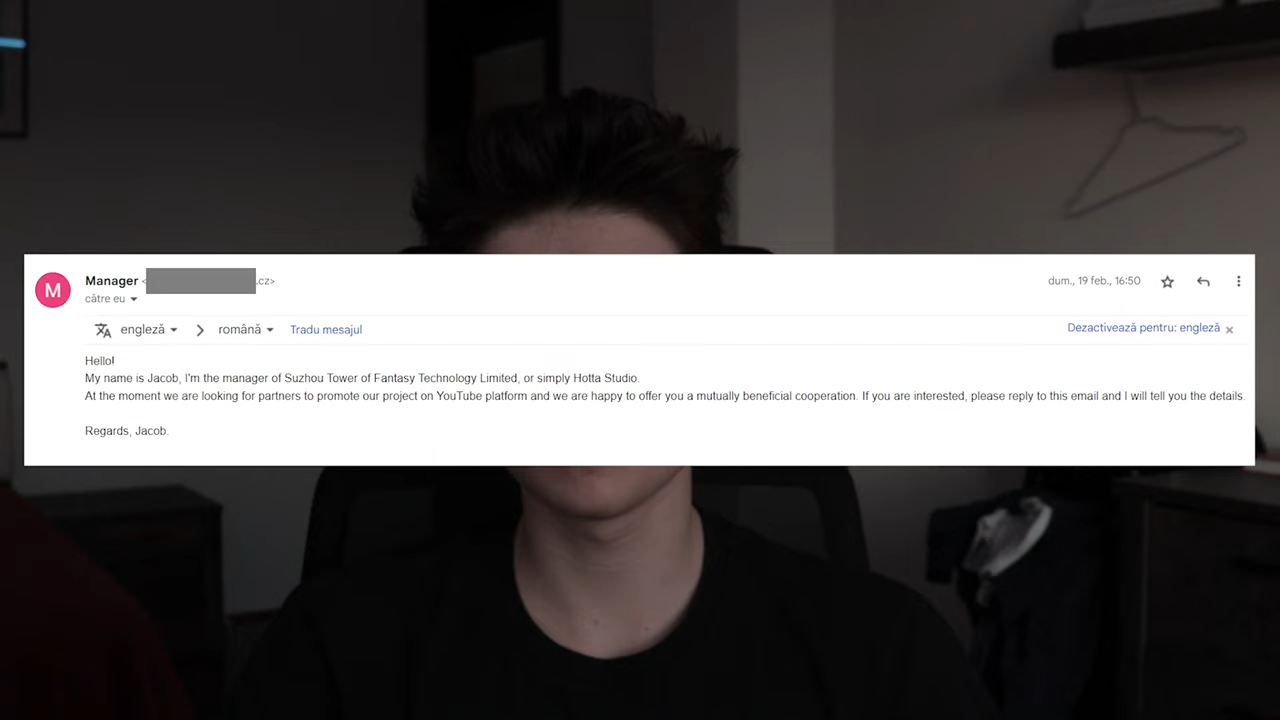 Manager < .cz>
dum., 19 feb., 16:50
către eu
engleză > română Tradu mesajul
Dezactivează pentru: engleză ×
Hello!
My name is Jacob, I'm the manager of Suzhou Tower of Fantasy Technology Limited, or simply Hotta Studio.
At the moment we are looking for partners to promote our project on YouTube platform and we are happy to offer you a mutually beneficial cooperation. If you are interested, please reply to this email and I will tell you the details.
Regards, Jacob.
M